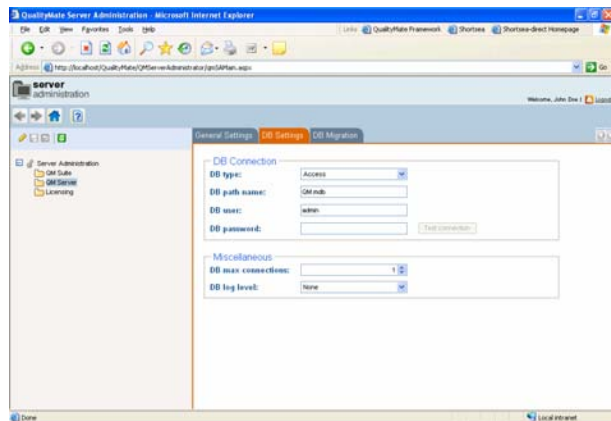 QualityMate Server Administration - Microsoft Internet Explorer
File Edit View Favorites Tools Help
Links QualityMate Framework Shortsea Shortsea-direct Homepage
Address http://localhost/QualityMate/QMServerAdministrator/qmSAMain.aspx Go
server
administration
Welcome, John Doe |
General Settings DB Settings DB Migration
Server Administration
QM Suite
QM Server
Licensing
DB Connection
DB type: Access
DB path name: QM.mdb
DB user: admin
DB password: Test connection
Miscellaneous
DB max connections: 1
DB log level: None
Done Local intranet